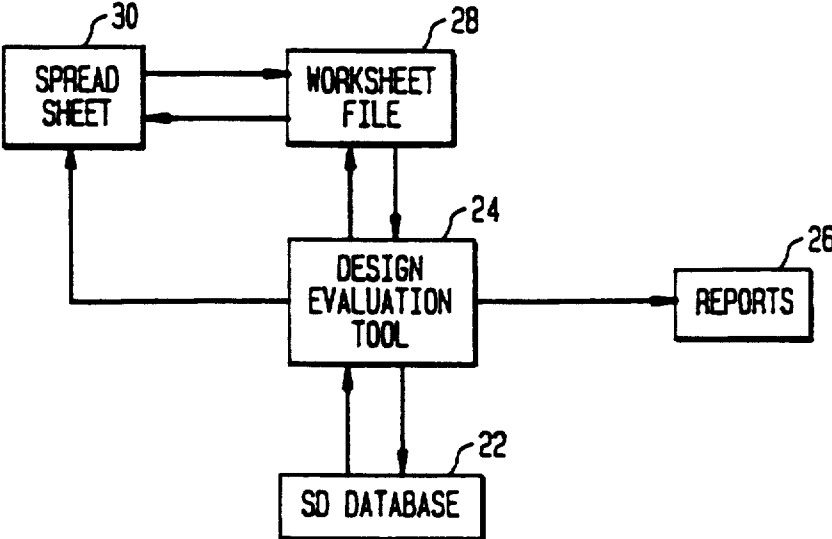 30
SPREAD
SHEET
28
WORKSHEET
FILE
24
DESIGN
EVALUATION
TOOL
26
REPORTS
22
SD DATABASE